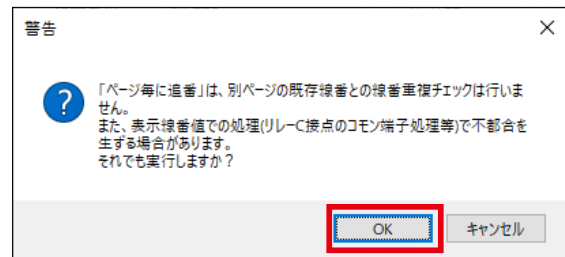 警告
「ページ毎に追番」は、別ページの既存線番との線番重複チェックは行いま
せん。
また、表示線番値での処理(リレーC接点のコモン端子処理等)で不都合を
生ずる場合があります。
それでも実行しますか？
OK
キャンセル